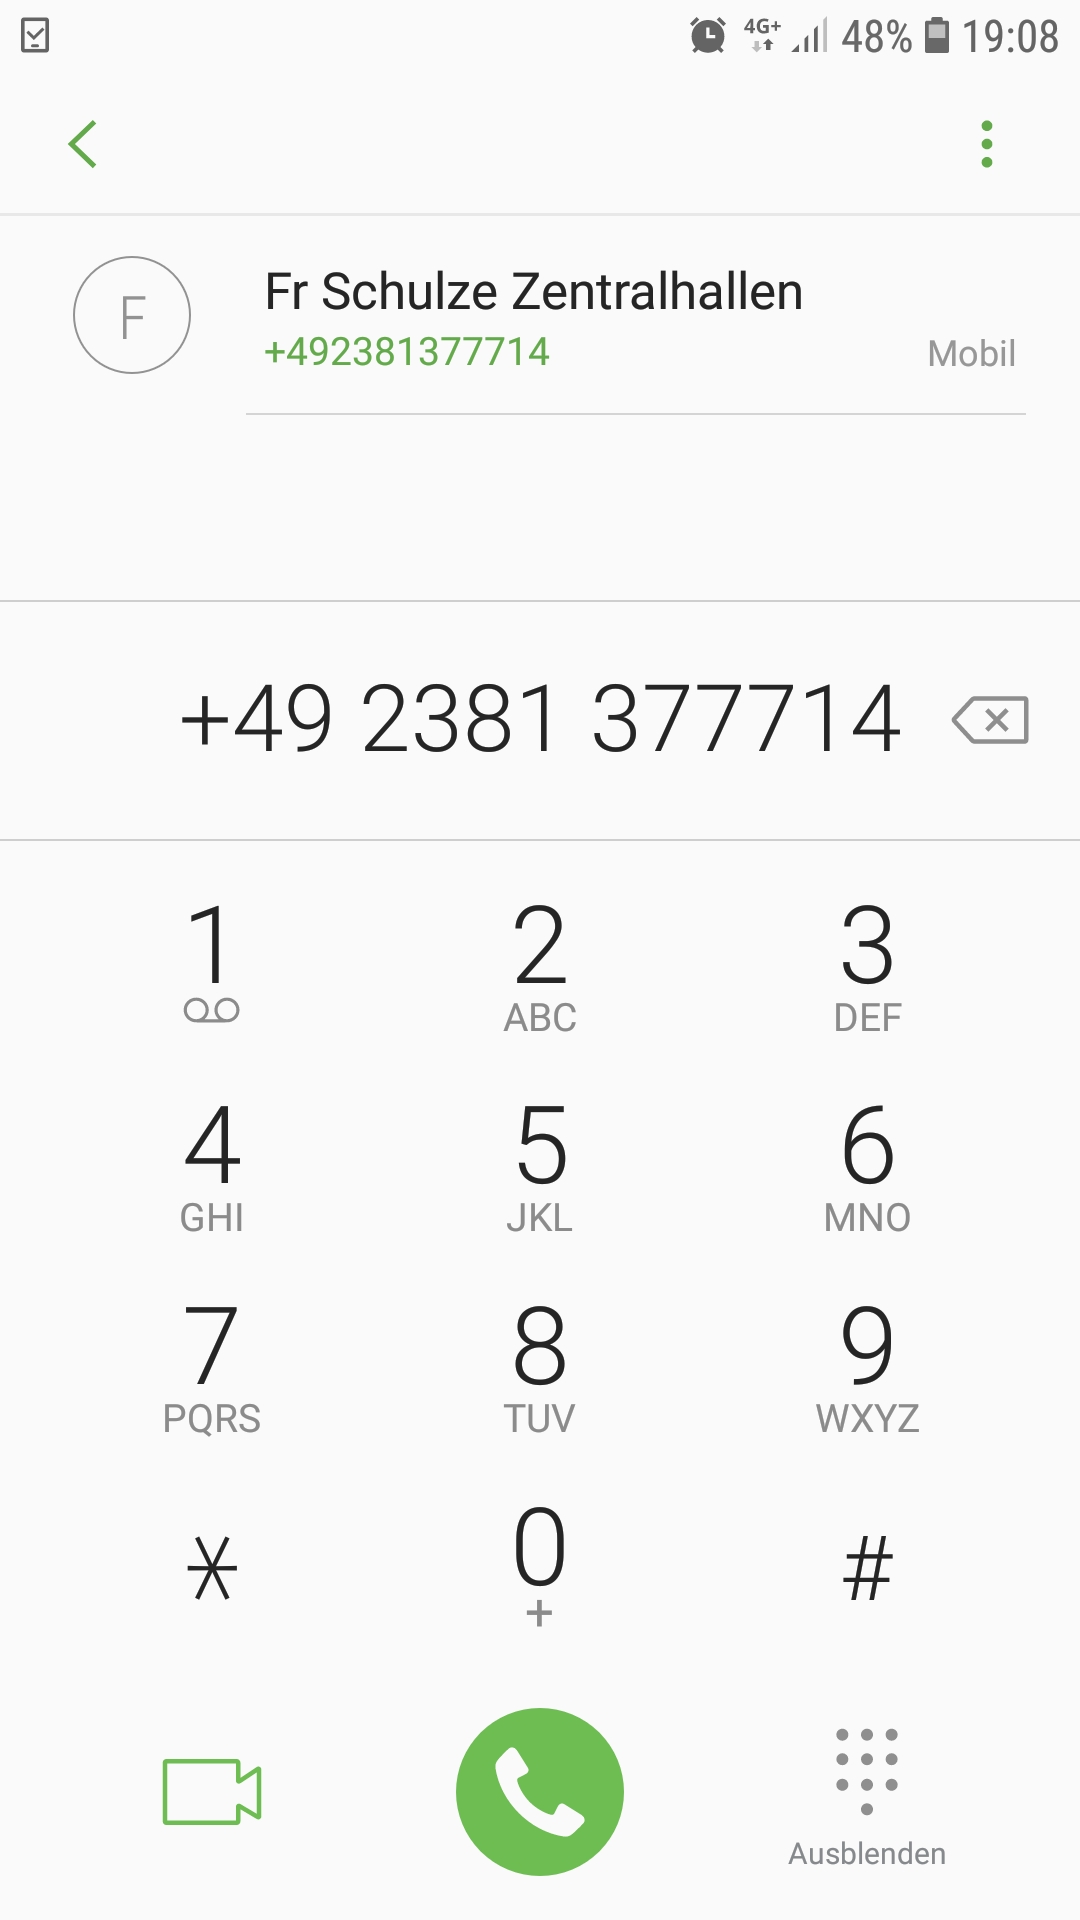 4G+ 48% 19:08
F
Fr Schulze Zentralhallen
+492381377714 Mobil
+49 2381 377714
1 2 3
ABC DEF
4 5 6
GHI JKL MNO
7 8 9
PQRS TUV WXYZ
* 0 #
+
Ausblenden